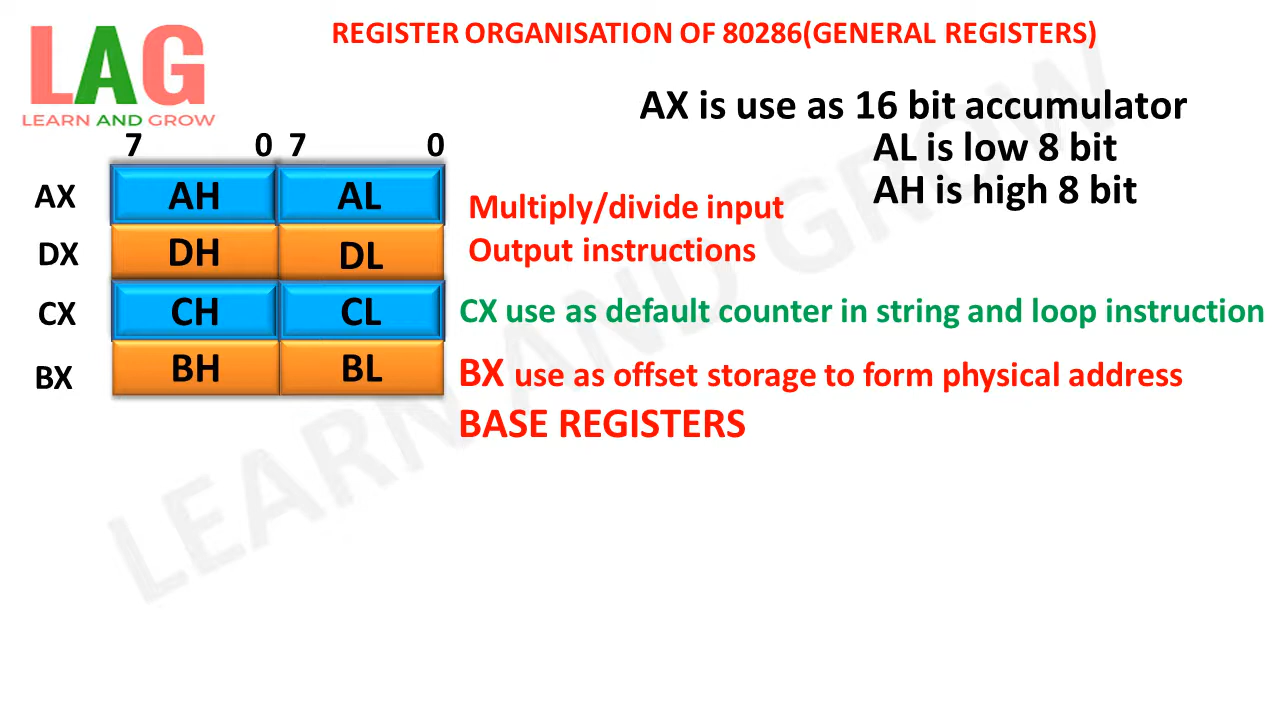 LAG
LEARN AND GROW
REGISTER ORGANISATION OF 80286(GENERAL REGISTERS)
AX is use as 16 bit accumulator
AL is low 8 bit
AH is high 8 bit
7 0 7 0
AX AH AL
Multiply/divide input
DX DH DL
Output instructions
CX CH CL
CX use as default counter in string and loop instruction
BX BH BL
BX use as offset storage to form physical address
BASE REGISTERS
LEARN AND GROW